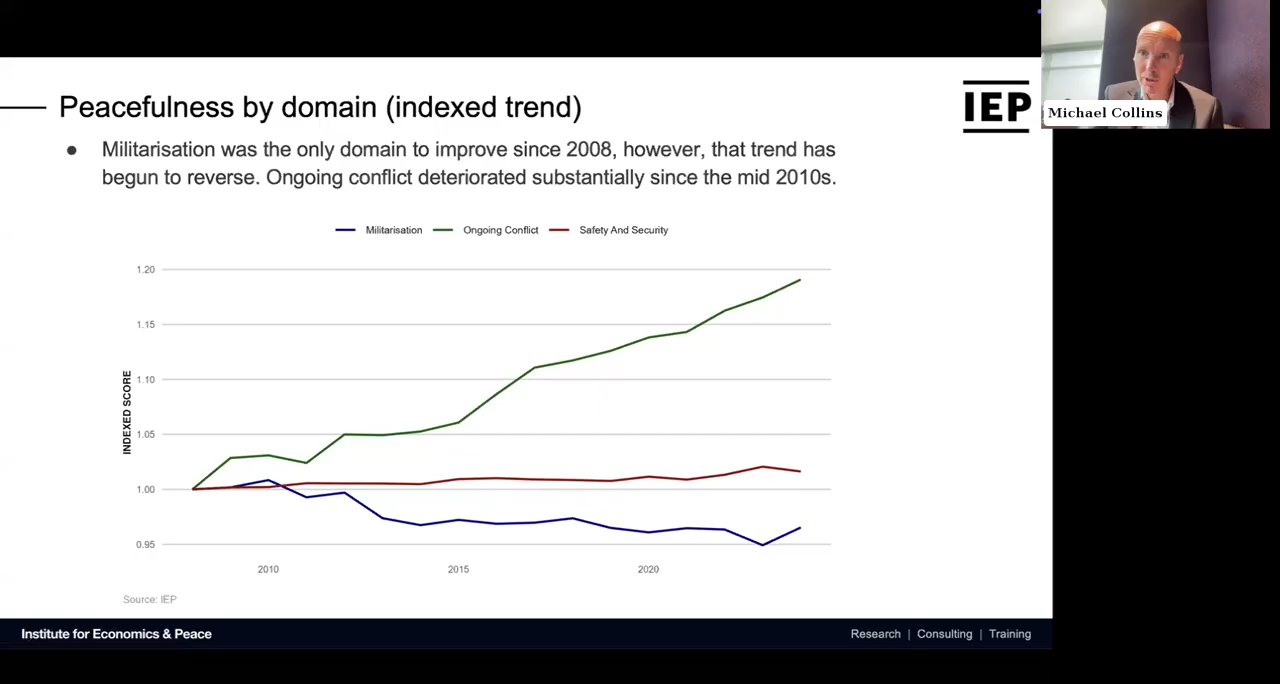 Peacefulness by domain (indexed trend)
IEP
Michael Collins
● Militarisation was the only domain to improve since 2008, however, that trend has
begun to reverse. Ongoing conflict deteriorated substantially since the mid 2010s.
Militarisation Ongoing Conflict Safety And Security
INDEXED SCORE
1.20
1.15
1.10
1.05
1.00
0.95
2010 2015 2020
Source: IEP
Institute for Economics & Peace
Research | Consulting | Training